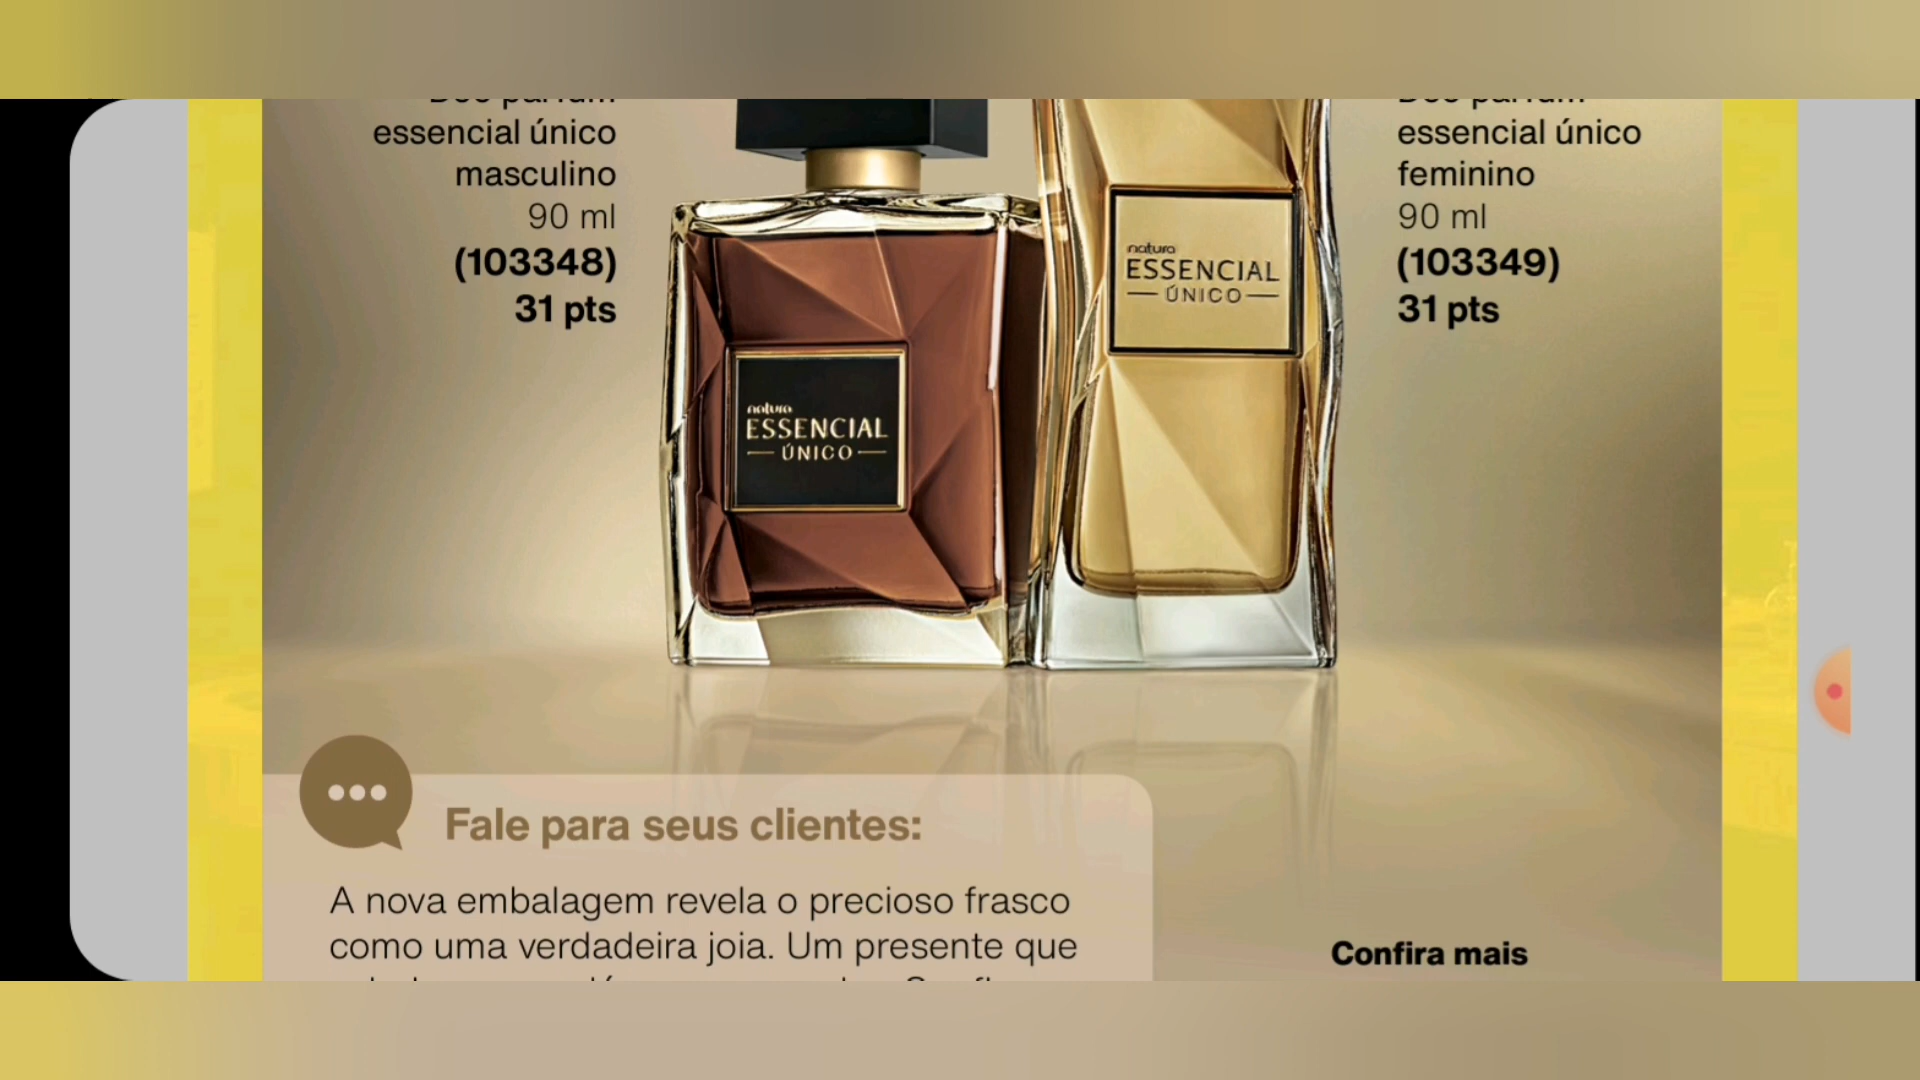 essencial único
masculino
90 ml
(103348)
31 pts
natura
ESSENCIAL
ÚNICO
natura
ESSENCIAL
ÚNICO
essencial único
feminino
90 ml
(103349)
31 pts
Fale para seus clientes:
A nova embalagem revela o precioso frasco
como uma verdadeira joia. Um presente que
Confira mais